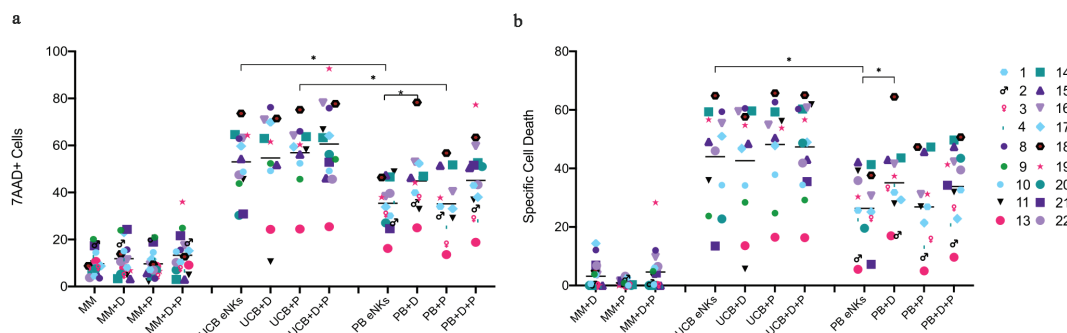 a
b
7AAD+ Cells
100
80
60
40
20
0
*
*
*
MM
MM+D
MM+P
MM+D+P
UCB eNKs
UCB+D
UCB+P
UCB+D+P
PB eNKs
PB+D
PB+P
PB+D+P
Specific Cell Death
80
60
40
20
0
*
*
MM+D
MM+P
MM+D+P
UCB eNKs
UCB+D
UCB+P
UCB+D+P
PB eNKs
PB+D
PB+P
PB+D+P
1 14
2 15
3 16
4 17
8 18
9 19
10 20
11 21
13 22